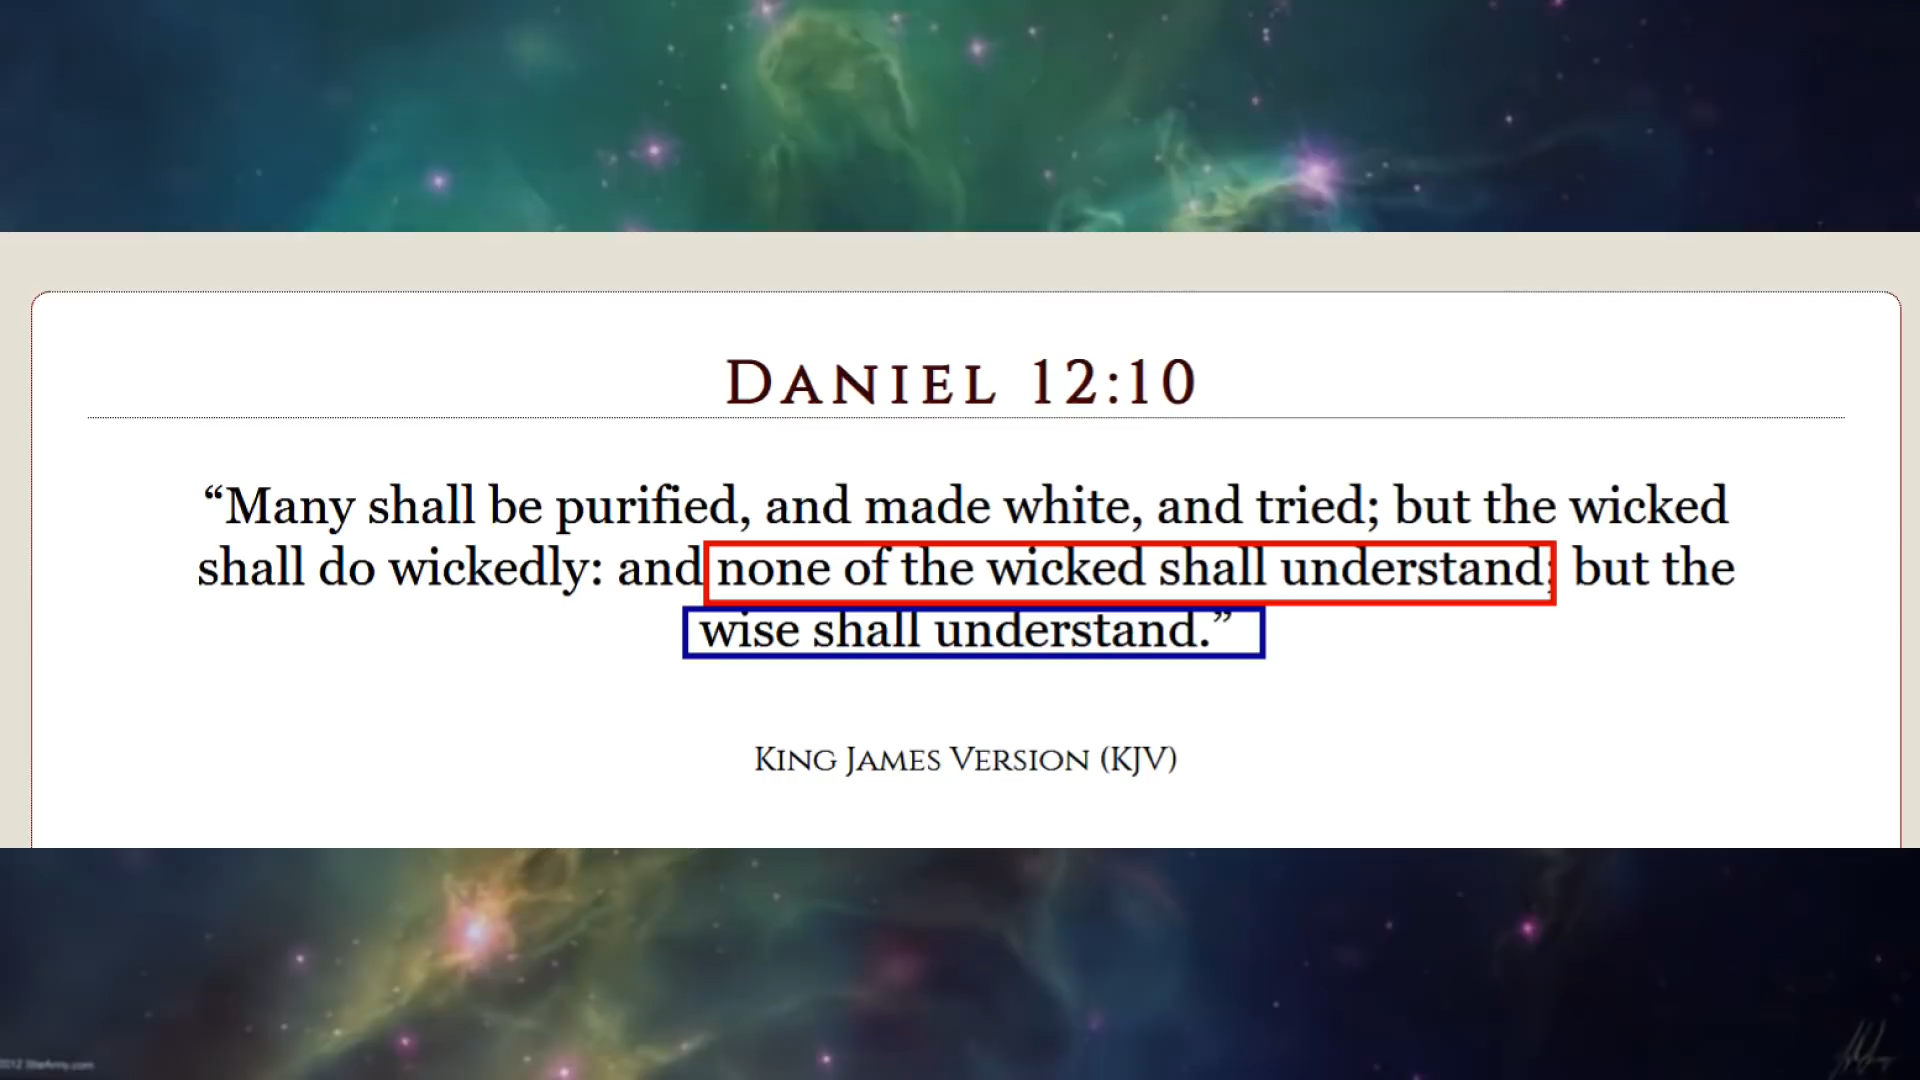 DANIEL 12:10
“Many shall be purified, and made white, and tried; but the wicked
shall do wickedly: and none of the wicked shall understand; but the
wise shall understand.”
KING JAMES VERSION (KJV)